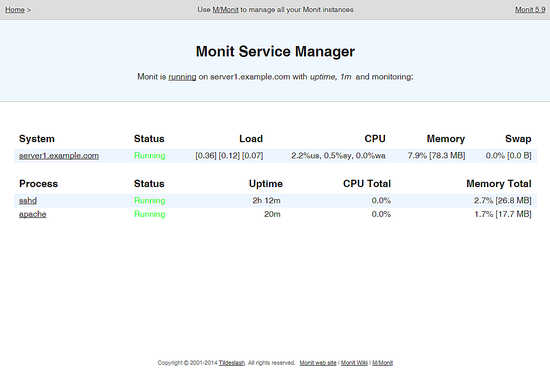 Home > Use M/Monit to manage all your Monit instances Monit 5.9
Monit Service Manager
Monit is running on server1.example.com with uptime, 1m and monitoring:
System Status Load CPU Memory Swap
server1.example.com Running [0.36] [0.12] [0.07] 2.2%us, 0.5%sy, 0.0%wa 7.9% [78.3 MB] 0.0% [0.0 B]
Process Status Uptime CPU Total Memory Total
sshd Running 2h 12m 0.0% 2.7% [26.8 MB]
apache Running 20m 0.0% 1.7% [17.7 MB]
Copyright © 2001-2014 Tildeslash. All rights reserved. Monit web site | Monit Wiki | M/Monit